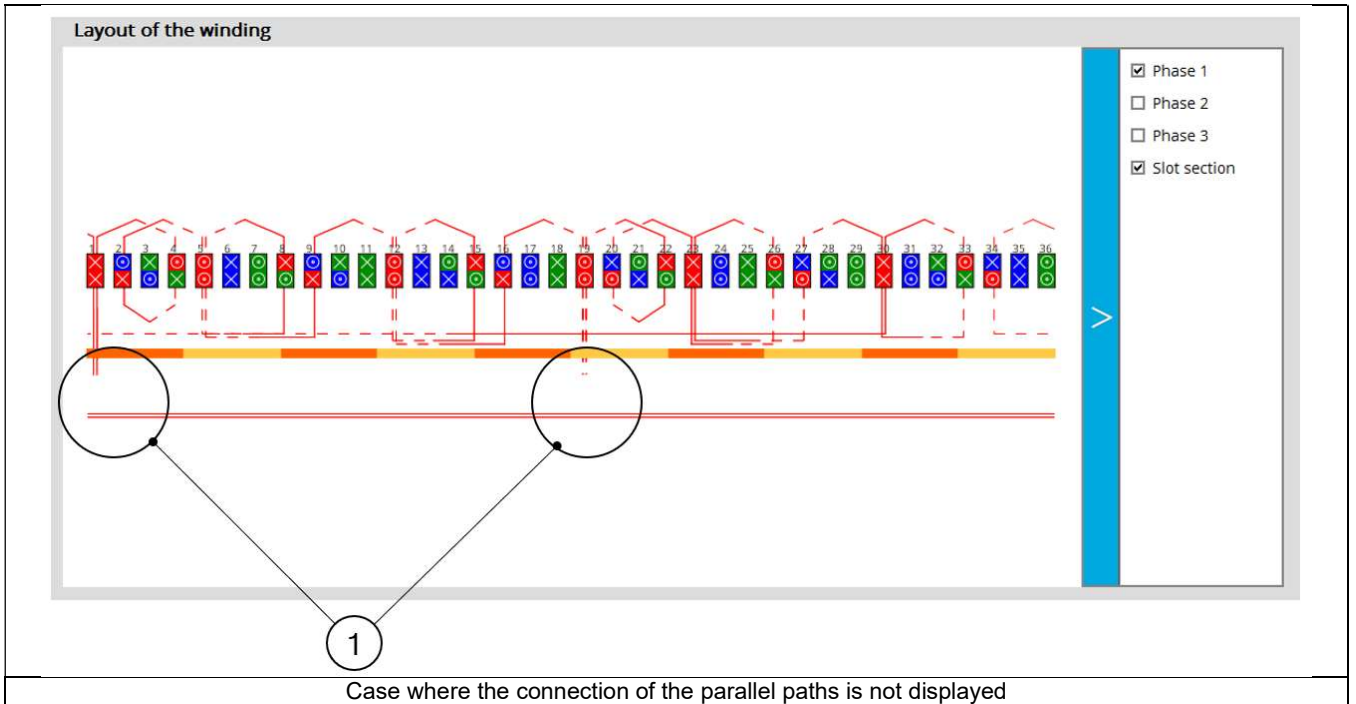 Layout of the winding
Phase 1
Phase 2
Phase 3
Slot section
1 2 3 4 5 6 7 8 9 10 11 12 13 14 15 16 17 18 19 20 21 22 23 24 25 26 27 28 29 30 31 32 33 34 35 36
>
1
Case where the connection of the parallel paths is not displayed